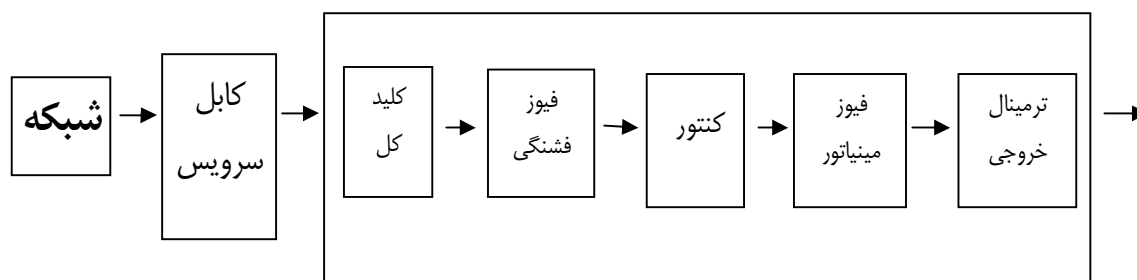 شبکه
کابل
سرویس
کلید
کل
فیوز
فشنگی
کنتور
فیوز
مینیاتور
ترمینال
خروجی